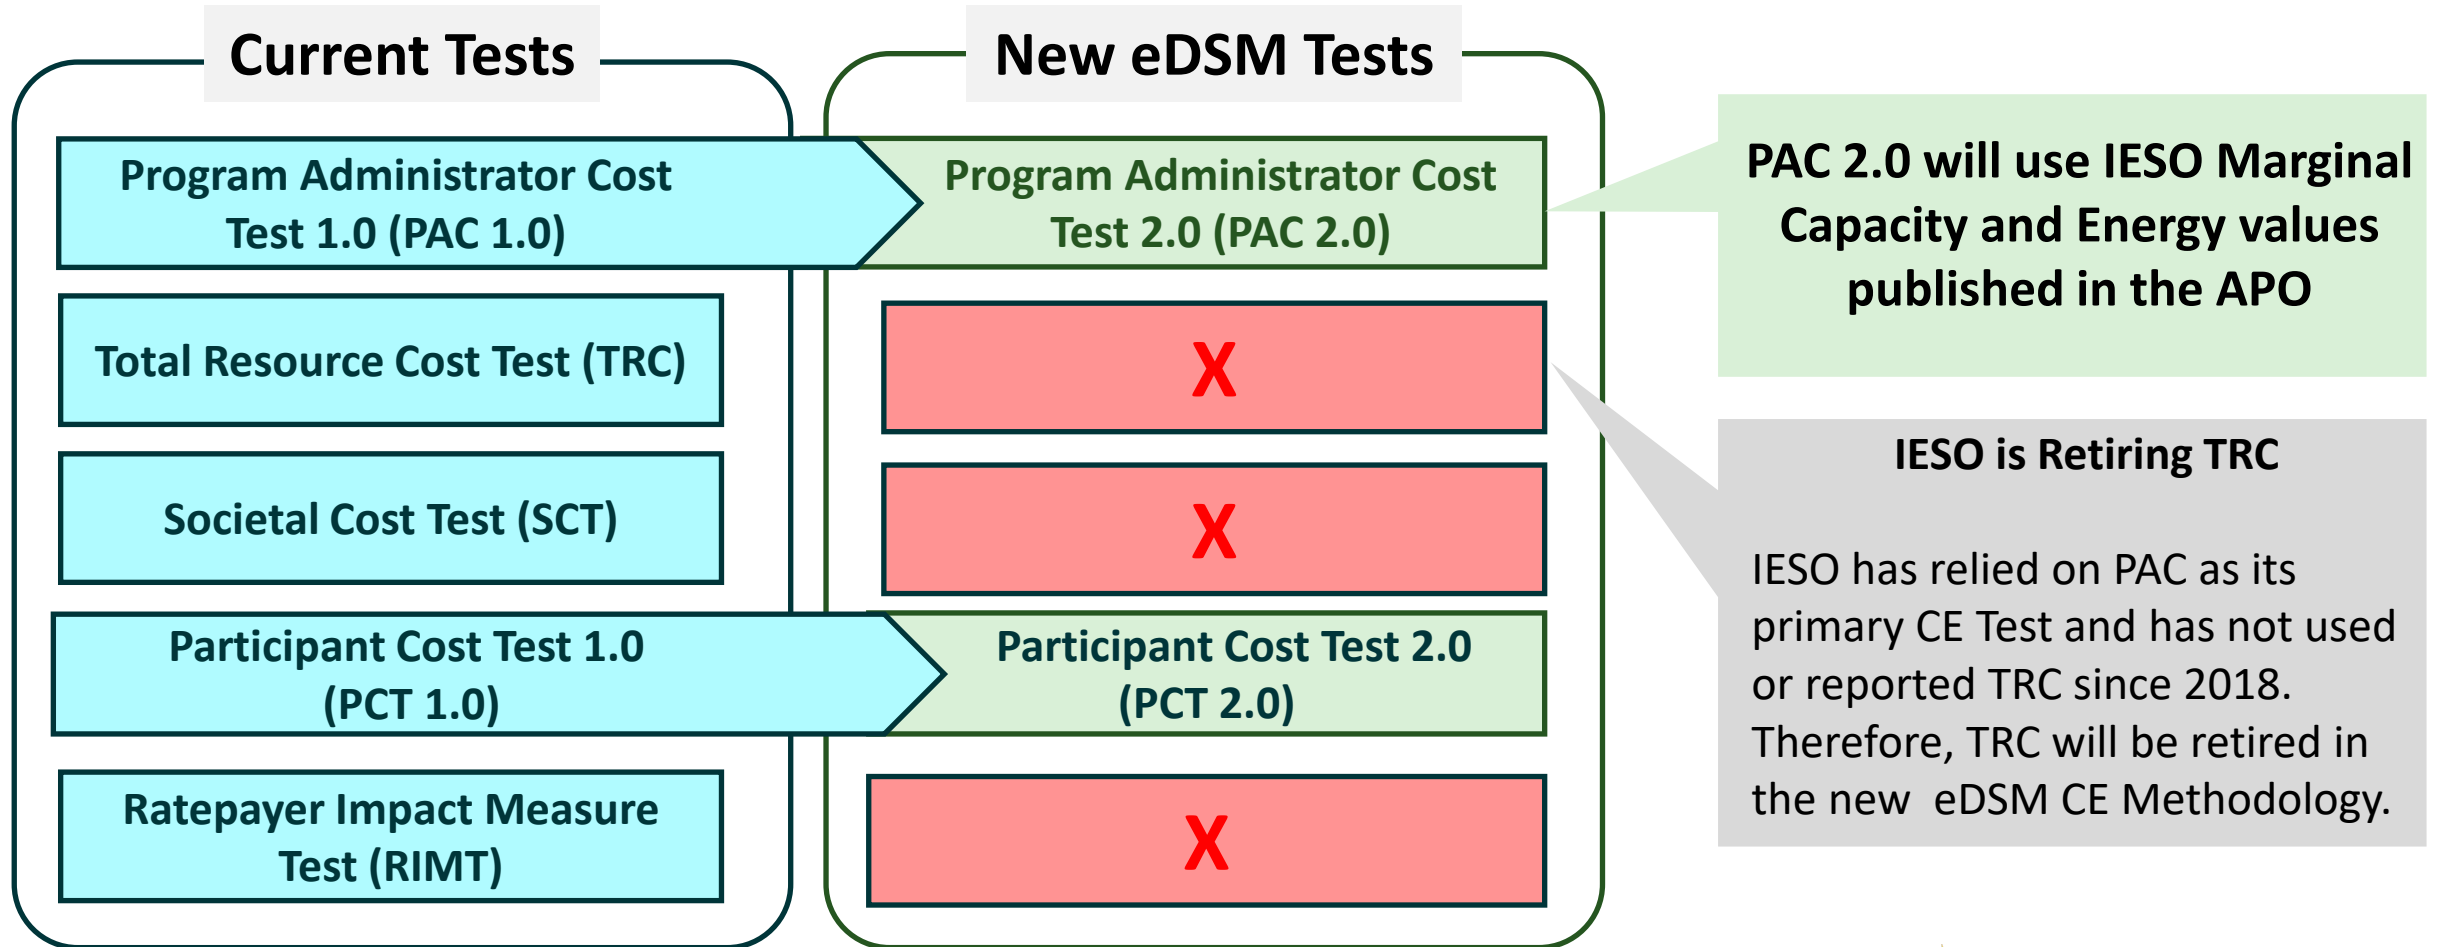 Current Tests
Program Administrator Cost
Test 1.0 (PAC 1.0)
Total Resource Cost Test (TRC)
Societal Cost Test (SCT)
Participant Cost Test 1.0
(PCT 1.0)
Ratepayer Impact Measure
Test (RIMT)
New eDSM Tests
Program Administrator Cost
Test 2.0 (PAC 2.0)
X
X
Participant Cost Test 2.0
(PCT 2.0)
X
PAC 2.0 will use IESO Marginal
Capacity and Energy values
published in the APO
IESO is Retiring TRC
IESO has relied on PAC as its
primary CE Test and has not used
or reported TRC since 2018.
Therefore, TRC will be retired in
the new  eDSM CE Methodology.